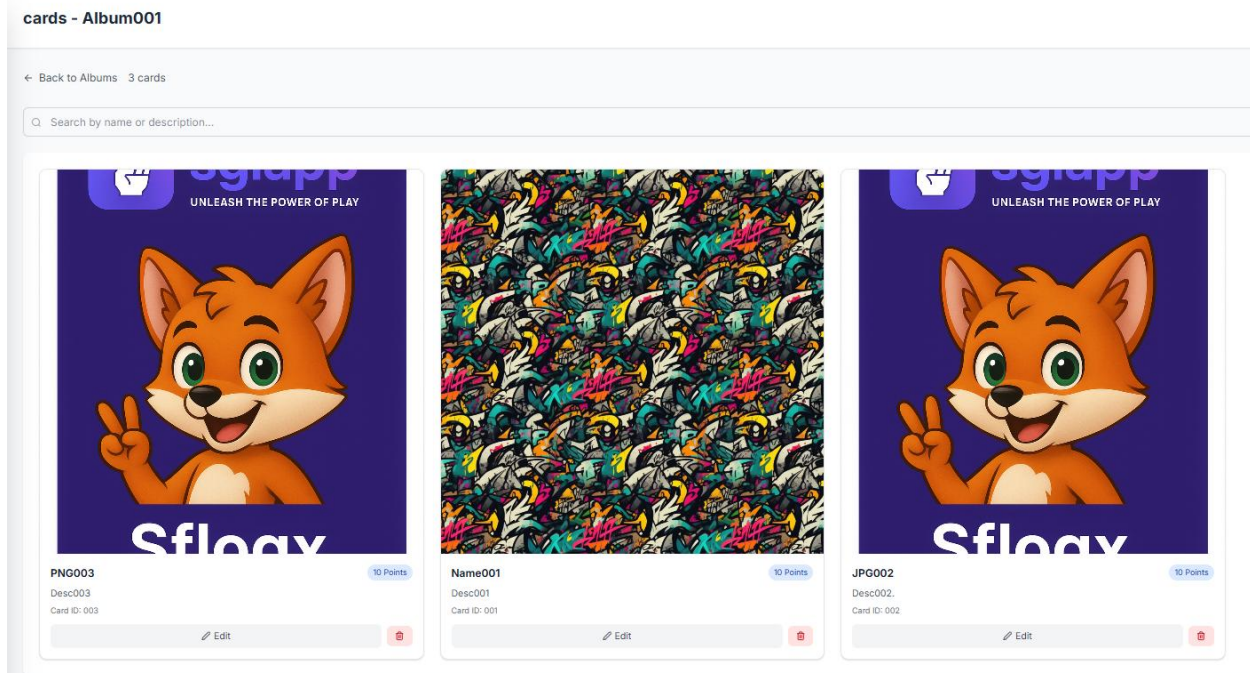 cards - Album001
Back to Albums 3 cards
Search by name or description...
UNLEASH THE POWER OF PLAY
UNLEASH THE POWER OF PLAY
PNG003
10 Points
Desc003
Card ID: 003
Edit
Name001
10 Points
Desc001
Card ID: 001
Edit
JPG002
10 Points
Desc002.
Card ID: 002
Edit